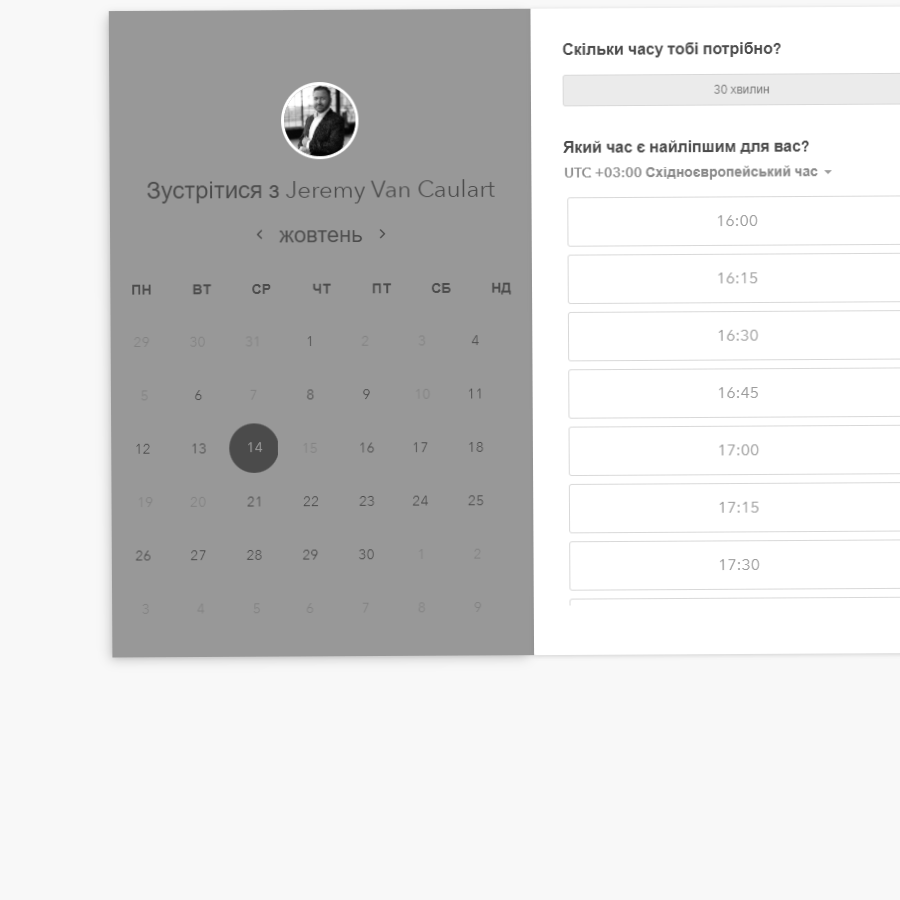 Зустрітися з Jeremy Van Caulart
жовтень
ПН ВТ СР ЧТ ПТ СБ НД
29 30 31 1 2 3 4
5 6 7 8 9 10 11
12 13 14 15 16 17 18
19 20 21 22 23 24 25
26 27 28 29 30 1 2
3 4 5 6 7 8 9
Скільки часу тобі потрібно?
30 хвилин
Який час є найліпшим для вас?
UTC +03:00 Східноєвропейський час
16:00
16:15
16:30
16:45
17:00
17:15
17:30